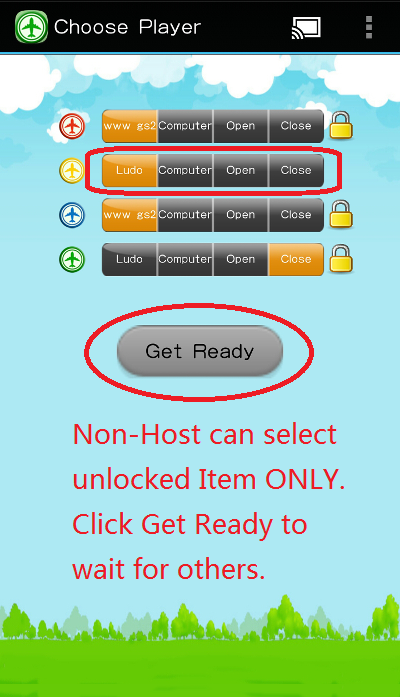 Choose Player
www gs2 Computer Open Close
Ludo Computer Open Close
www gs2 Computer Open Close
Ludo Computer Open Close
Get Ready
Non-Host can select
unlocked Item ONLY.
Click Get Ready to
wait for others.